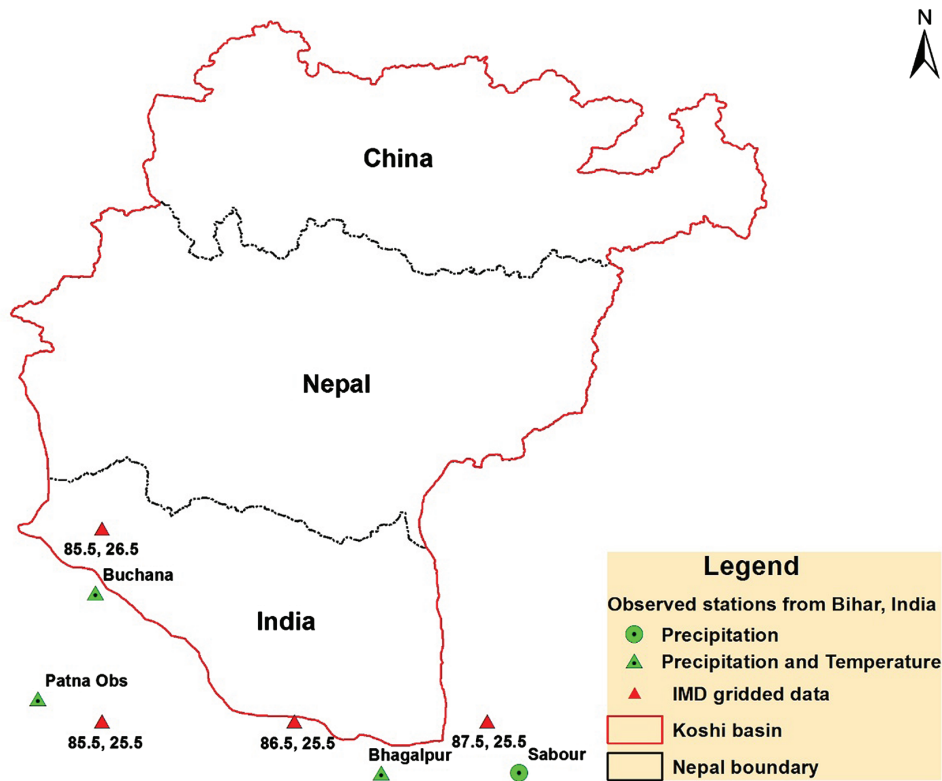 N
China
Nepal
85.5, 26.5
Buchana
India
Patna Obs
85.5, 25.5
86.5, 25.5
87.5, 25.5
Bhagalpur
Sabour
Legend
Observed stations from Bihar, India
Precipitation
Precipitation and Temperature
IMD gridded data
Koshi basin
Nepal boundary